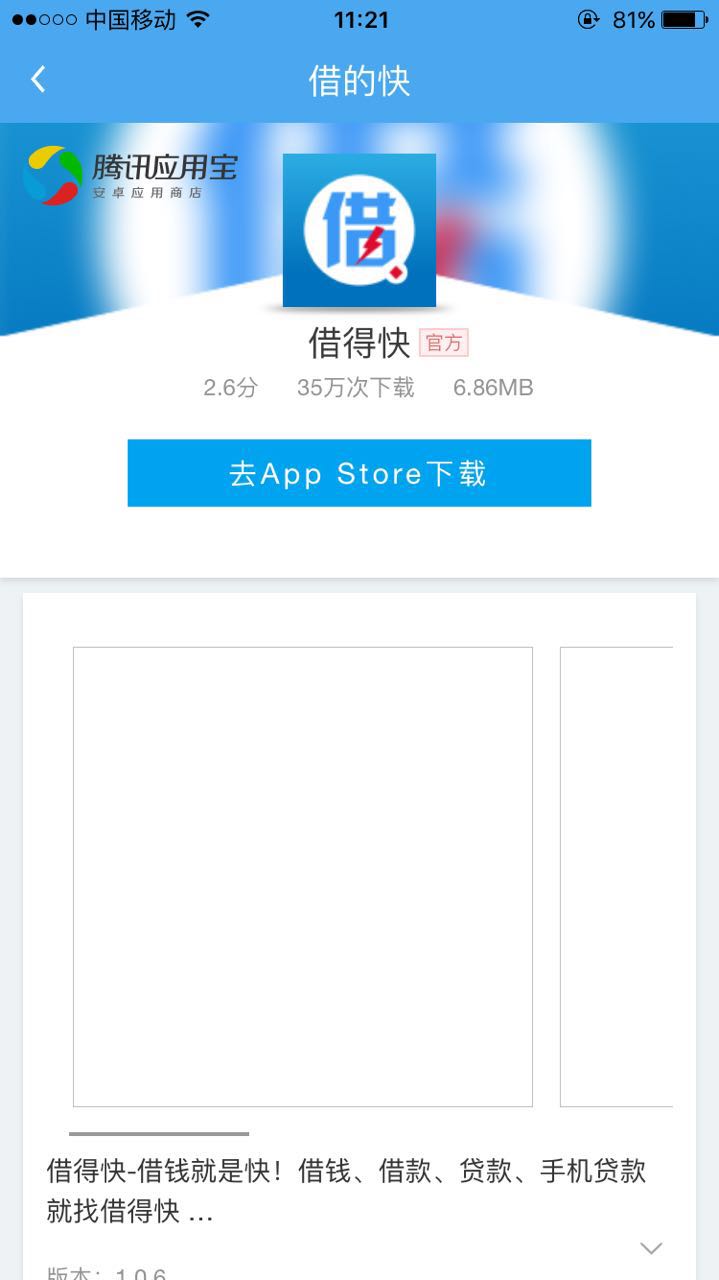 中国移动 11:21 81%
借的快
腾讯应用宝
安卓应用商店
借
借得快 官方
2.6分 35万次下载 6.86MB
去App Store下载
借得快-借钱就是快！借钱、借款、贷款、手机贷款
就找借得快 ...
版本：1.0.6